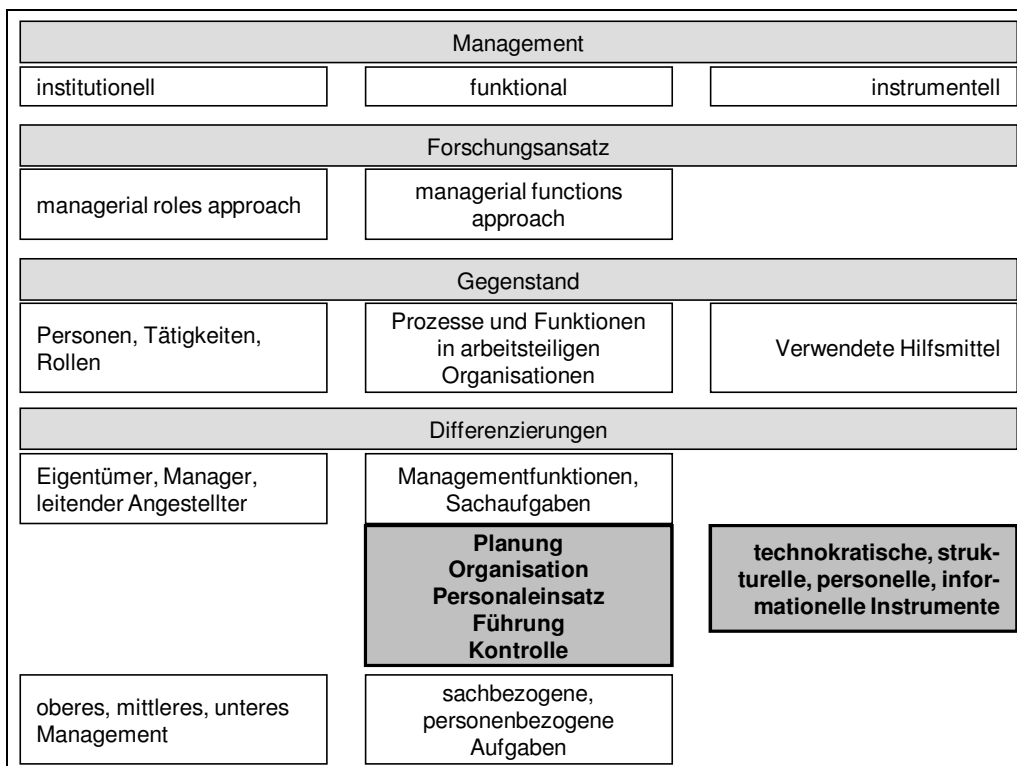 Management
institutionell
funktional
instrumentell
Forschungsansatz
managerial roles approach
managerial functions
approach
Gegenstand
Personen, Tätigkeiten,
Rollen
Prozesse und Funktionen
in arbeitsteiligen
Organisationen
Verwendete Hilfsmittel
Differenzierungen
Eigentümer, Manager,
leitender Angestellter
Managementfunktionen,
Sachaufgaben
Planung
Organisation
Personaleinsatz
Führung
Kontrolle
technokratische, struk-
turelle, personelle, infor-
mationelle Instrumente
oberes, mittleres, unteres
Management
sachbezogene,
personenbezogene
Aufgaben